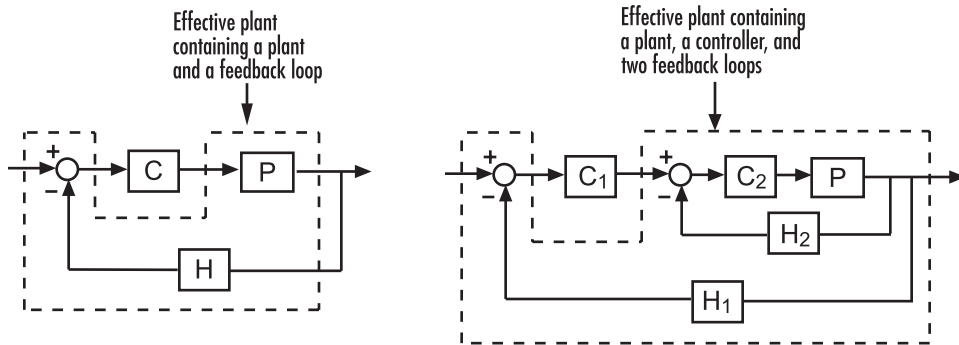 Effective plant
containing a plant
and a feedback loop
+
−
C
P
H
Effective plant containing
a plant, a controller, and
two feedback loops
+
−
C₁
+
−
C₂
P
H₂
H₁